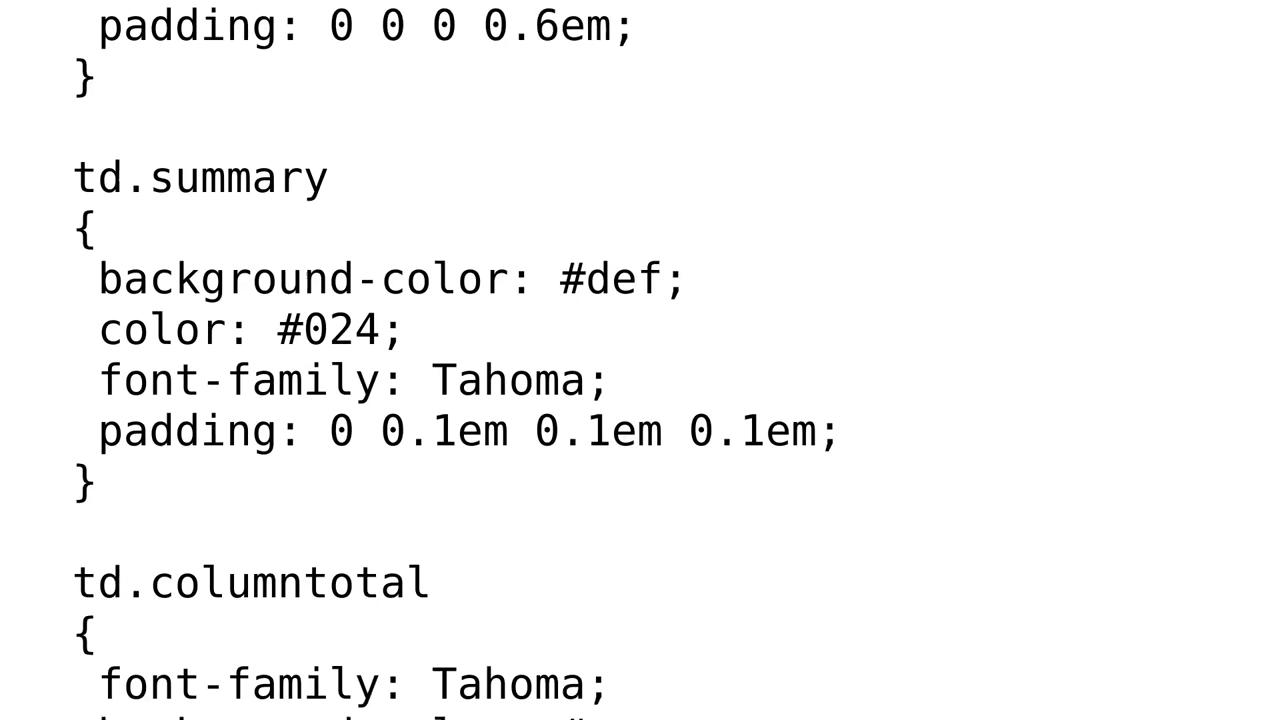 padding: 0 0 0 0.6em;
}

td.summary
{
 background-color: #def;
 color: #024;
 font-family: Tahoma;
 padding: 0 0.1em 0.1em 0.1em;
}

td.columntotal
{
 font-family: Tahoma;